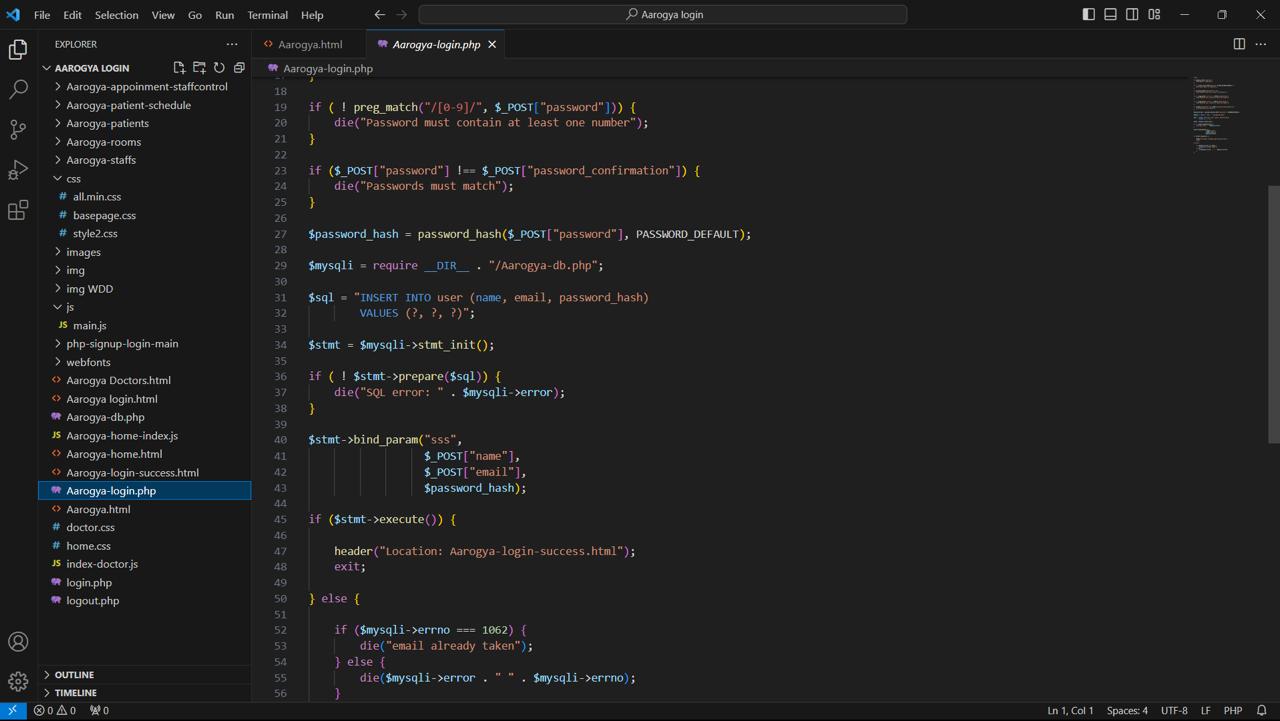 File Edit Selection View Go Run Terminal Help
Aarogya login
EXPLORER
AAROGYA LOGIN
Aarogya-appoinment-staffcontrol
Aarogya-patient-schedule
Aarogya-patients
Aarogya-rooms
Aarogya-staffs
css
# all.min.css
# basepage.css
# style2.css
images
img
img WDD
js
JS main.js
php-signup-login-main
webfonts
<> Aarogya Doctors.html
<> Aarogya login.html
Aarogya-db.php
JS Aarogya-home-index.js
<> Aarogya-home.html
<> Aarogya-login-success.html
Aarogya-login.php
<> Aarogya.html
# doctor.css
# home.css
JS index-doctor.js
login.php
logout.php
OUTLINE
TIMELINE
<> Aarogya.html
Aarogya-login.php
Aarogya-login.php
18
19 if ( ! preg_match("/[0-9]/", $_POST["password"])) {
20 die("Password must contain at least one number");
21 }
22
23 if ($_POST["password"] !== $_POST["password_confirmation"]) {
24 die("Passwords must match");
25 }
26
27 $password_hash = password_hash($_POST["password"], PASSWORD_DEFAULT);
28
29 $mysqli = require __DIR__ . "/Aarogya-db.php";
30
31 $sql = "INSERT INTO user (name, email, password_hash)
32 VALUES (?, ?, ?)";
33
34 $stmt = $mysqli->stmt_init();
35
36 if ( ! $stmt->prepare($sql)) {
37 die("SQL error: " . $mysqli->error);
38 }
39
40 $stmt->bind_param("sss",
41 $_POST["name"],
42 $_POST["email"],
43 $password_hash);
44
45 if ($stmt->execute()) {
46
47 header("Location: Aarogya-login-success.html");
48 exit;
49
50 } else {
51
52 if ($mysqli->errno === 1062) {
53 die("email already taken");
54 } else {
55 die($mysqli->error . " " . $mysqli->errno);
56 }
0 0 0 Ln 1, Col 1 Spaces: 4 UTF-8 LF PHP